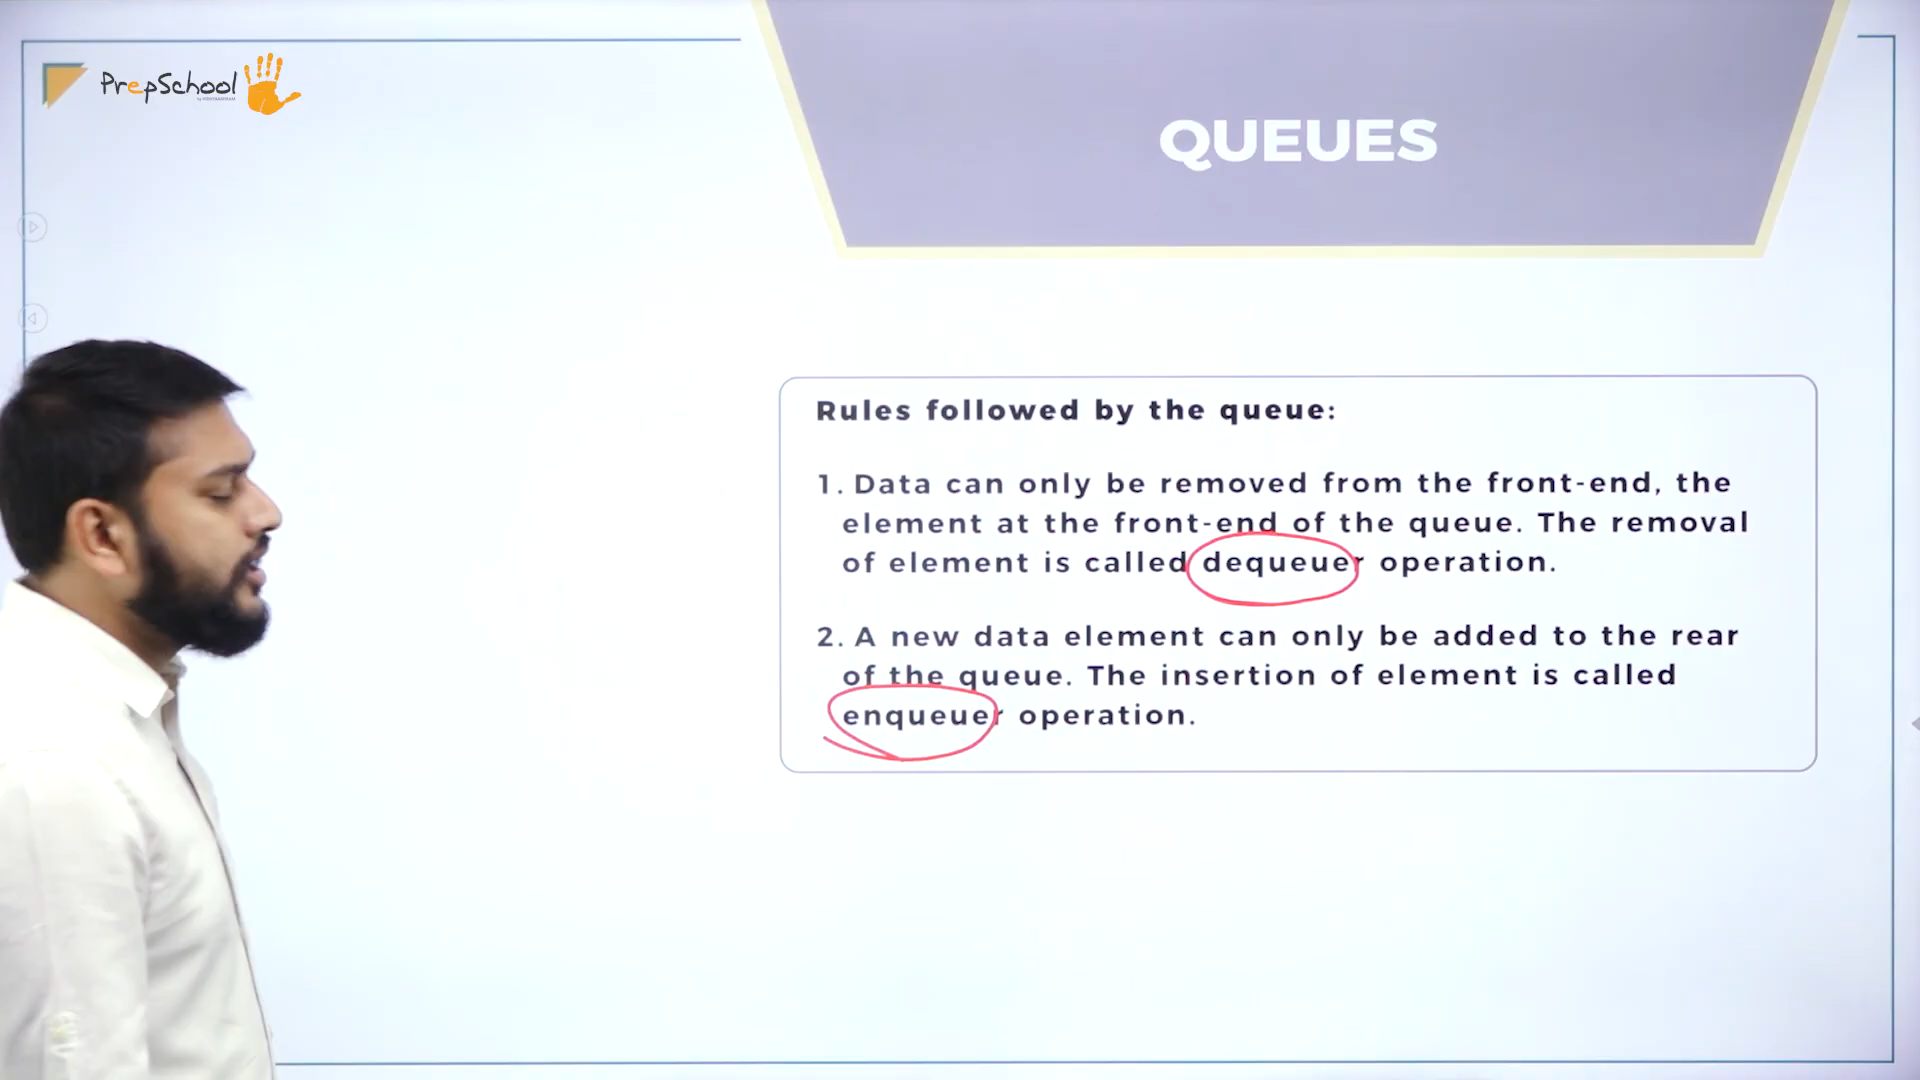 PrepSchool
QUEUES
Rules followed by the queue:
1. Data can only be removed from the front-end, the
element at the front-end of the queue. The removal
of element is called dequeuer operation.
2. A new data element can only be added to the rear
of the queue. The insertion of element is called
enqueuer operation.